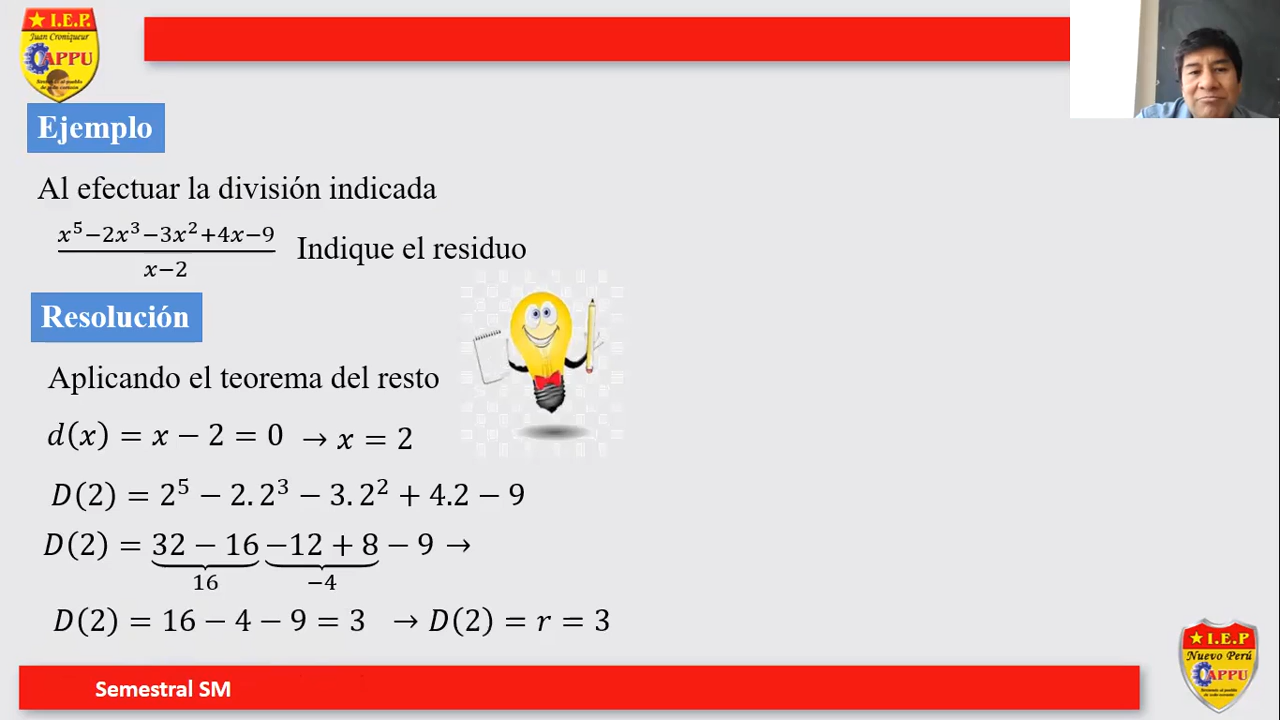 ★ I.E.P.
Juan Croniqueur
APPU
Ejemplo
Al efectuar la división indicada
x⁵−2x³−3x²+4x−9
x−2
Indique el residuo
Resolución
Aplicando el teorema del resto
d(x) = x − 2 = 0 → x = 2
D(2) = 2⁵ − 2. 2³ − 3. 2² + 4.2 − 9
D(2) = 32 − 16 −12 + 8 − 9 →
16 −4
D(2) = 16 − 4 − 9 = 3 → D(2) = r = 3
Semestral SM
★ I.E.P
Nuevo Perú
APPU